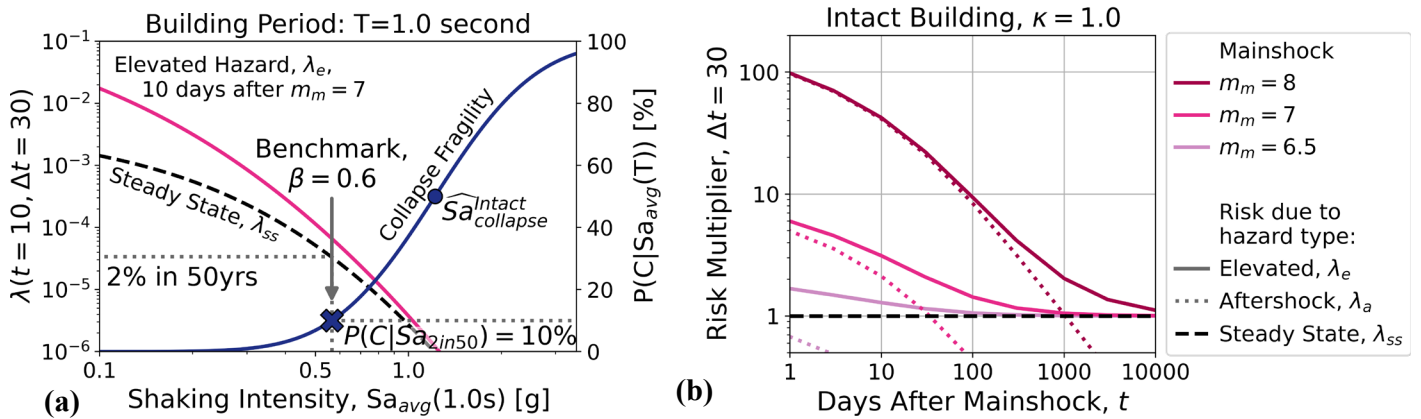 Building Period: T=1.0 second
λ(t = 10, Δt = 30)
10⁻¹
10⁻²
10⁻³
10⁻⁴
10⁻⁵
10⁻⁶
Elevated Hazard, λₑ,
10 days after mₘ = 7
Benchmark,
β = 0.6
Steady State, λₛₛ
Collapse Fragility
Ŝa^Intact_collapse
2% in 50yrs
P(C|Sa₂ᵢₙ₅₀) = 10%
100
80
60
40
20
0
P(C|Sa_avg(T)) [%]
0.1
0.5
1.0
Shaking Intensity, Sa_avg(1.0s) [g]
(a)
Intact Building, κ = 1.0
Risk Multiplier, Δt = 30
100
10
1
1
10
100
1000
10000
Days After Mainshock, t
(b)
Mainshock
mₘ = 8
mₘ = 7
mₘ = 6.5
Risk due to
hazard type:
Elevated, λₑ
Aftershock, λₐ
Steady State, λₛₛ